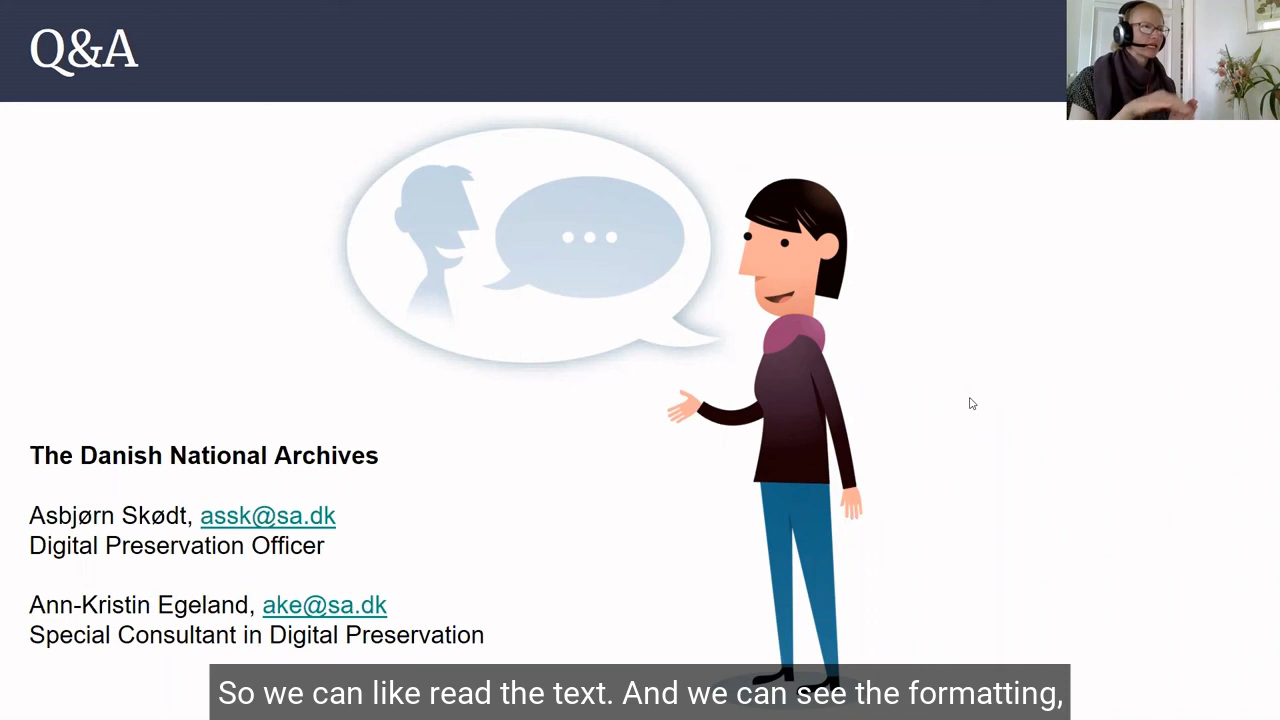 Q&A
The Danish National Archives
Asbjørn Skødt, assk@sa.dk
Digital Preservation Officer
Ann-Kristin Egeland, ake@sa.dk
Special Consultant in Digital Preservation
So we can like read the text. And we can see the formatting,